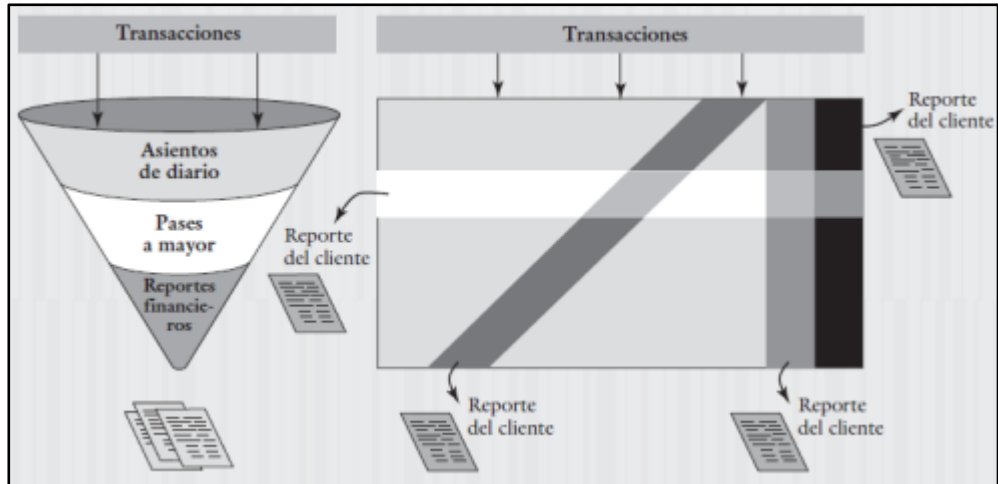 Transacciones
Asientos
de diario
Pases
a mayor
Reportes
financie-
ros
Transacciones
Reporte
del cliente
Reporte
del cliente
Reporte
del cliente
Reporte
del cliente